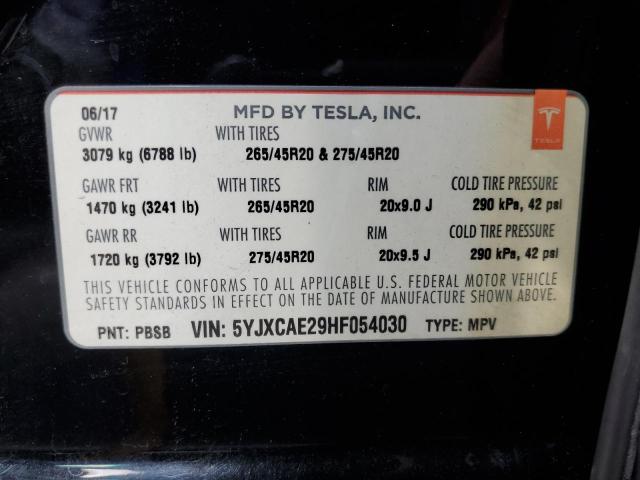 06/17 MFD BY TESLA, INC.
TESLA
GVWR WITH TIRES
3079 kg (6788 lb) 265/45R20 & 275/45R20
GAWR FRT WITH TIRES RIM COLD TIRE PRESSURE
1470 kg (3241 lb) 265/45R20 20x9.0 J 290 kPa, 42 psi
GAWR RR WITH TIRES RIM COLD TIRE PRESSURE
1720 kg (3792 lb) 275/45R20 20x9.5 J 290 kPa, 42 psi
THIS VEHICLE CONFORMS TO ALL APPLICABLE U.S. FEDERAL MOTOR VEHICLE
SAFETY STANDARDS IN EFFECT ON THE DATE OF MANUFACTURE SHOWN ABOVE.
PNT: PBSB VIN: 5YJXCAE29HF054030 TYPE: MPV